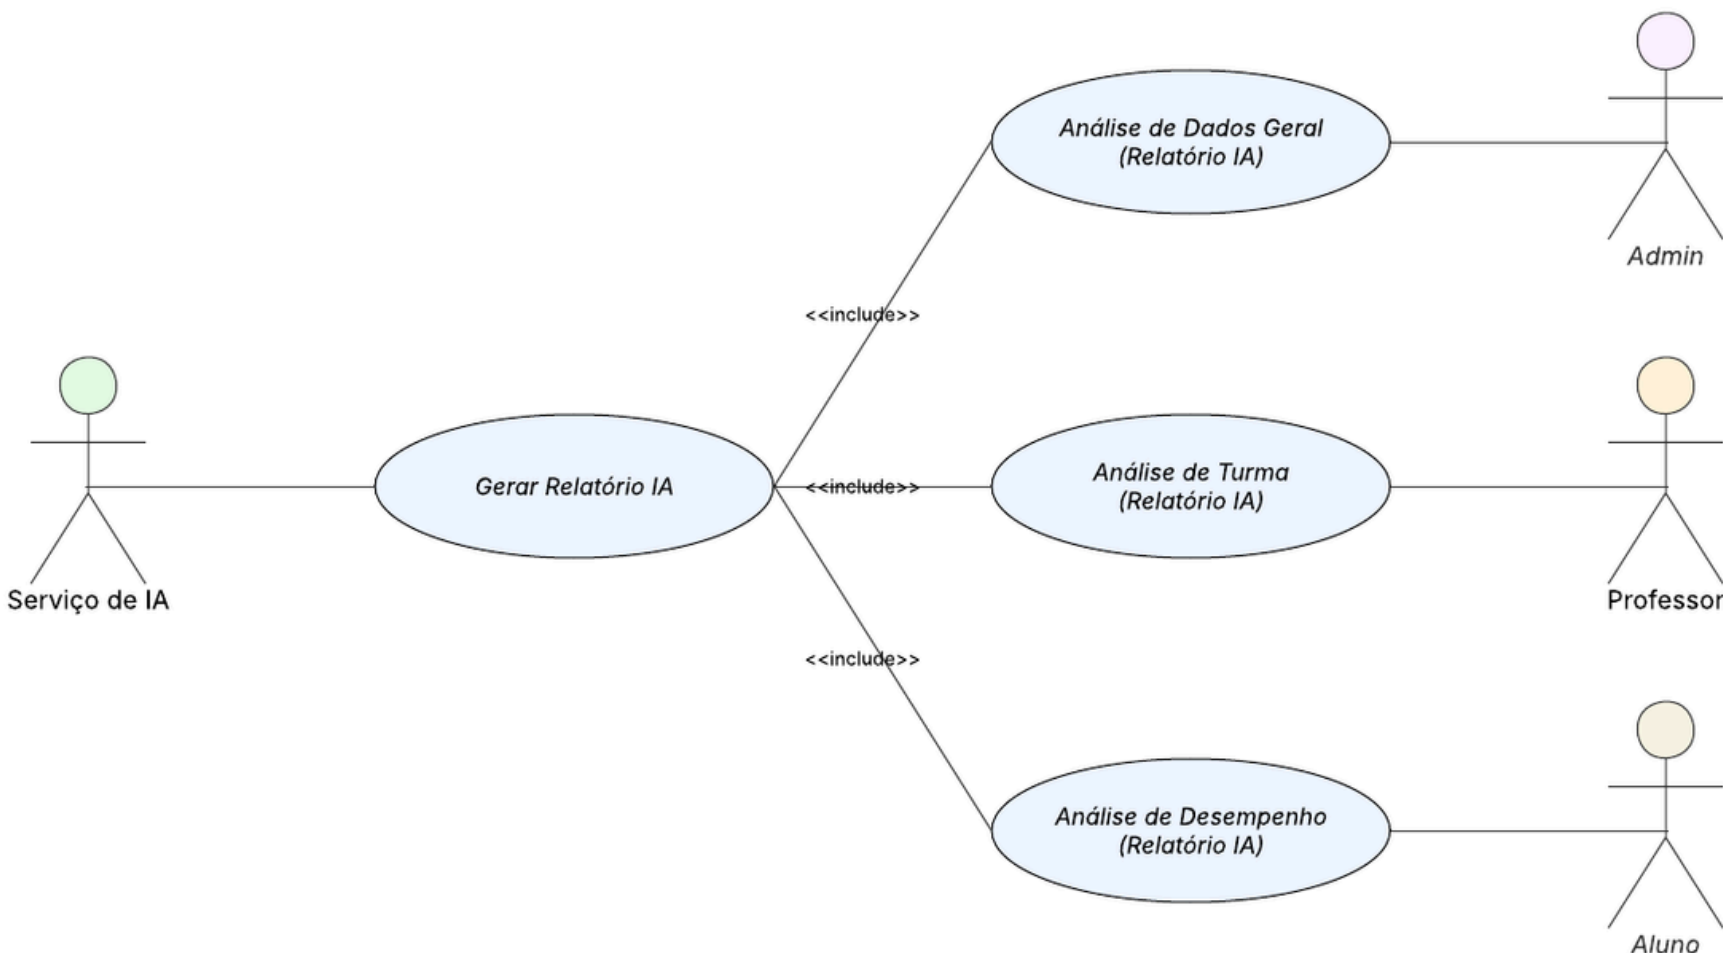 Análise de Dados Geral
(Relatório IA)
Admin
<<include>>
Serviço de IA
Gerar Relatório IA
<<include>>
Análise de Turma
(Relatório IA)
Professor
<<include>>
Análise de Desempenho
(Relatório IA)
Aluno